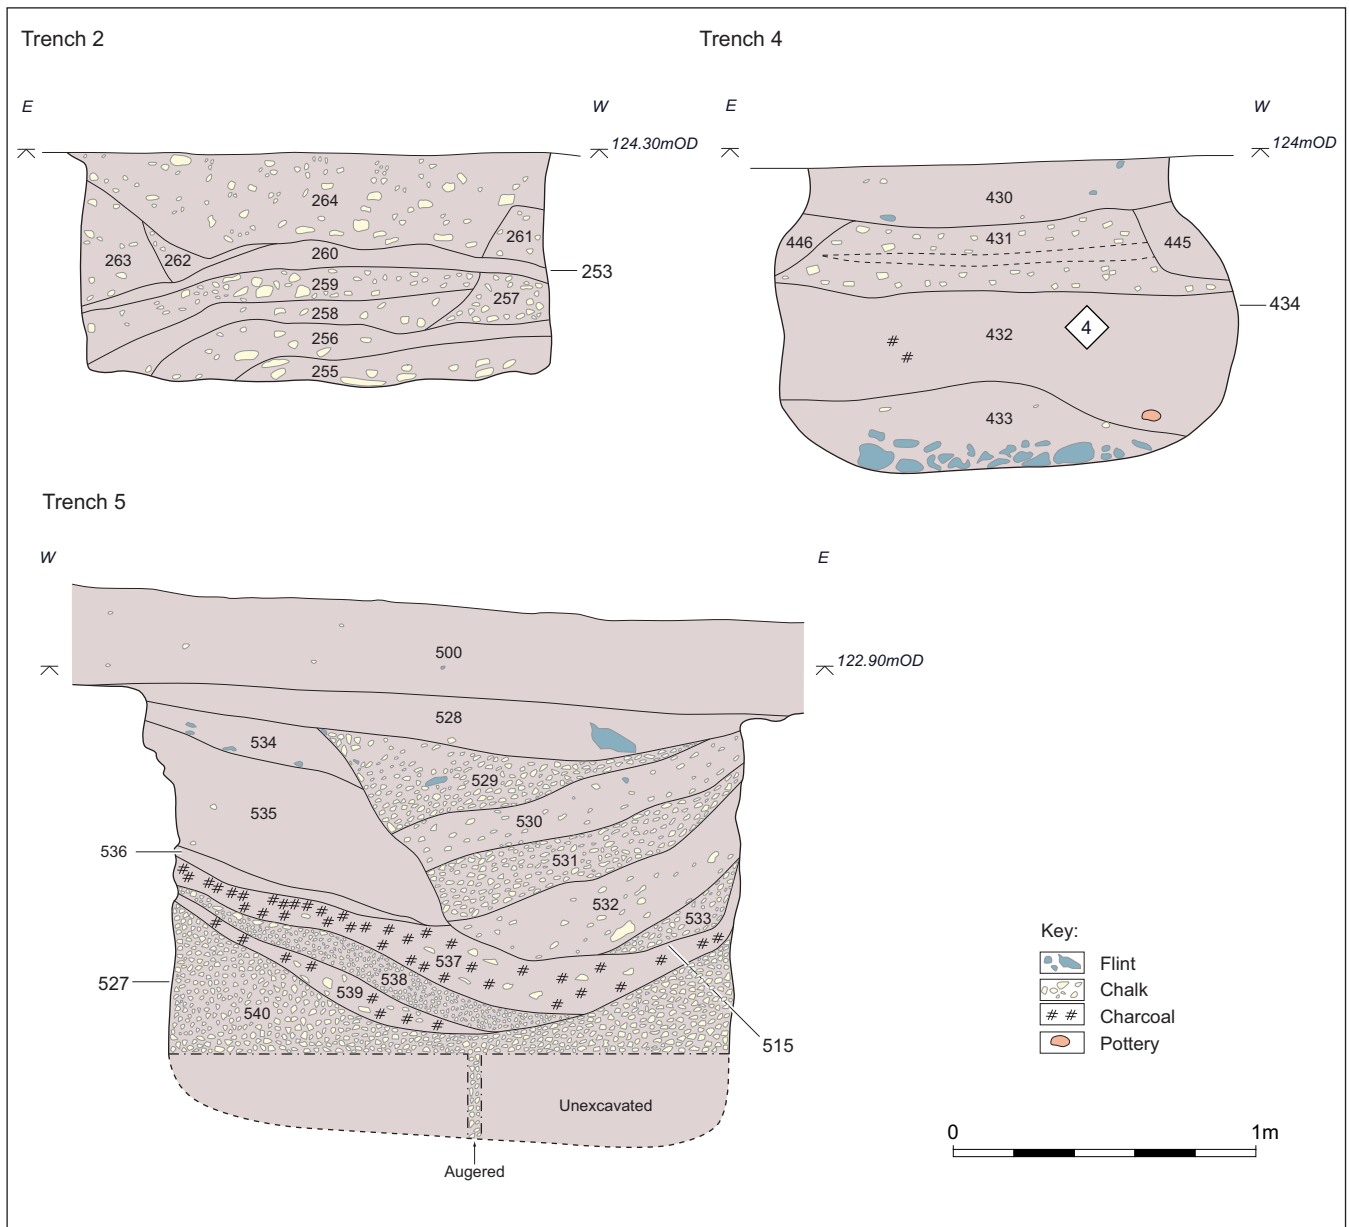 Trench 2
Trench 4
E
W
E
W
124.30mOD
124mOD
264
430
263
262
260
261
253
446
431
445
259
257
258
256
255
434
432
4
433
Trench 5
W
E
500
122.90mOD
528
534
529
535
530
536
531
532
533
537
527
538
539
540
515
Unexcavated
Augered
Key:
Flint
Chalk
# # Charcoal
Pottery
0
1m